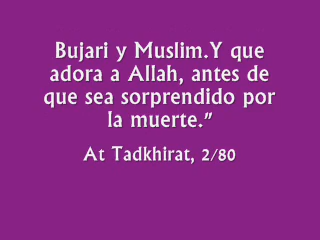 Bujari y Muslim.Y que
adora a Allah, antes de
que sea sorprendido por
la muerte."
At Tadkhirat, 2/80